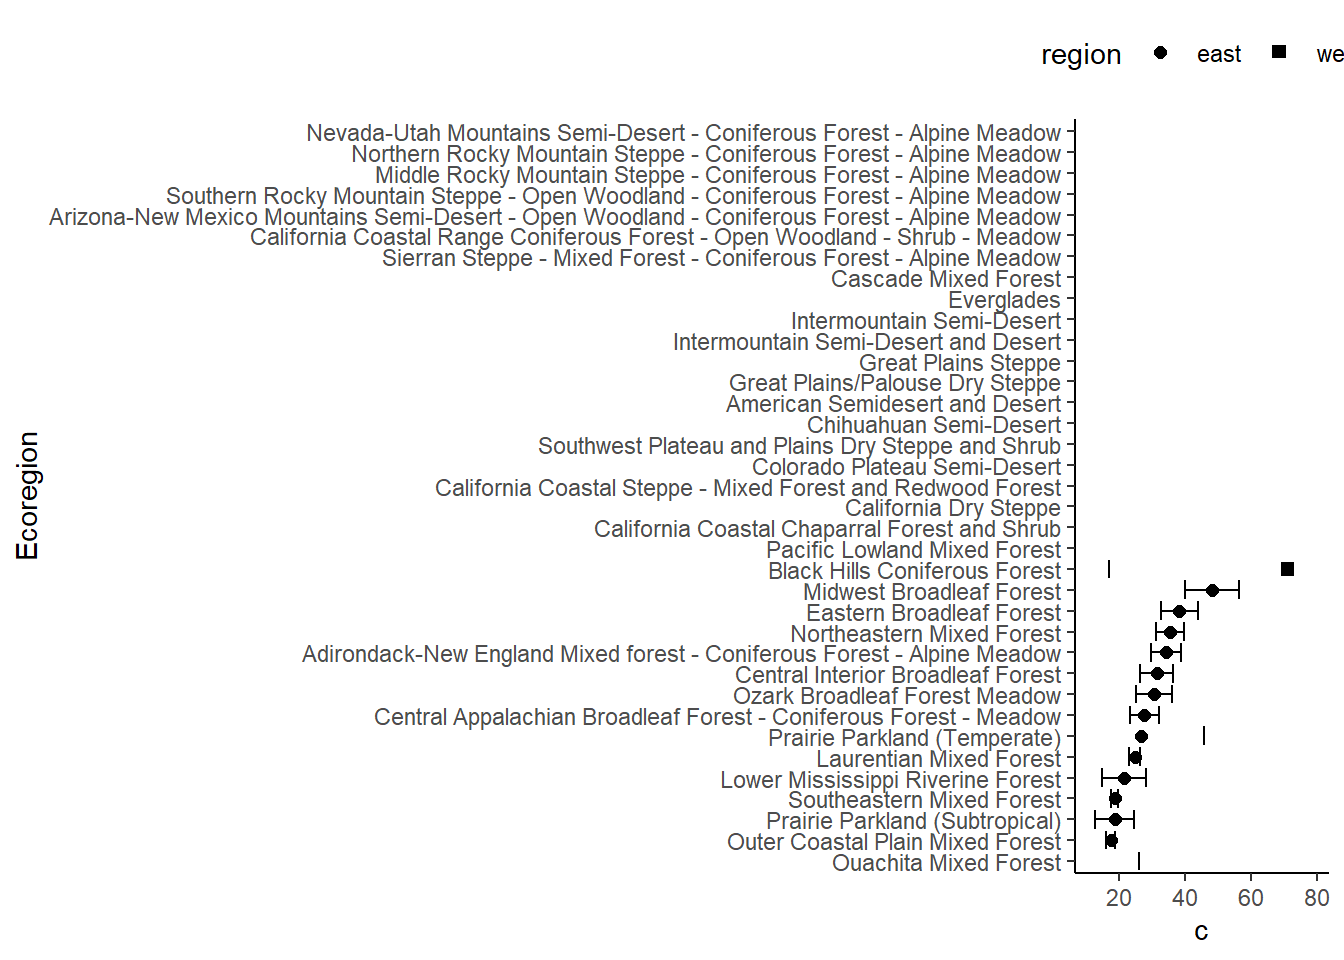 region east we
Nevada-Utah Mountains Semi-Desert - Coniferous Forest - Alpine Meadow
Northern Rocky Mountain Steppe - Coniferous Forest - Alpine Meadow
Middle Rocky Mountain Steppe - Coniferous Forest - Alpine Meadow
Southern Rocky Mountain Steppe - Open Woodland - Coniferous Forest - Alpine Meadow
Arizona-New Mexico Mountains Semi-Desert - Open Woodland - Coniferous Forest - Alpine Meadow
California Coastal Range Coniferous Forest - Open Woodland - Shrub - Meadow
Sierran Steppe - Mixed Forest - Coniferous Forest - Alpine Meadow
Cascade Mixed Forest
Everglades
Intermountain Semi-Desert
Intermountain Semi-Desert and Desert
Great Plains Steppe
Great Plains/Palouse Dry Steppe
American Semidesert and Desert
Chihuahuan Semi-Desert
Southwest Plateau and Plains Dry Steppe and Shrub
Colorado Plateau Semi-Desert
California Coastal Steppe - Mixed Forest and Redwood Forest
California Dry Steppe
California Coastal Chaparral Forest and Shrub
Pacific Lowland Mixed Forest
Black Hills Coniferous Forest
Midwest Broadleaf Forest
Eastern Broadleaf Forest
Northeastern Mixed Forest
Adirondack-New England Mixed forest - Coniferous Forest - Alpine Meadow
Central Interior Broadleaf Forest
Ozark Broadleaf Forest Meadow
Central Appalachian Broadleaf Forest - Coniferous Forest - Meadow
Prairie Parkland (Temperate)
Laurentian Mixed Forest
Lower Mississippi Riverine Forest
Southeastern Mixed Forest
Prairie Parkland (Subtropical)
Outer Coastal Plain Mixed Forest
Ouachita Mixed Forest
Ecoregion
20 40 60 80
c